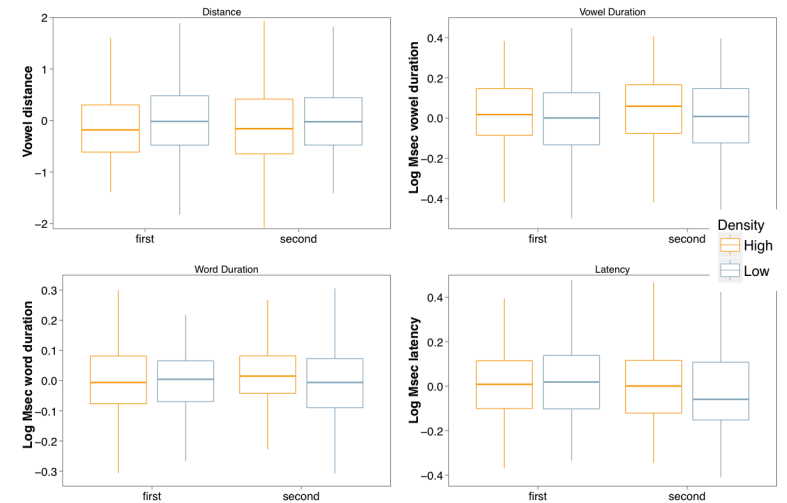 Distance
Vowel distance
2
1
0
−1
−2
first
second
Vowel Duration
Log Msec vowel duration
0.4
0.2
0.0
−0.2
−0.4
first
second
Density
High
Low
Word Duration
Log Msec word duration
0.3
0.2
0.1
0.0
−0.1
−0.2
−0.3
first
second
Latency
Log Msec latency
0.4
0.2
0.0
−0.2
−0.4
first
second